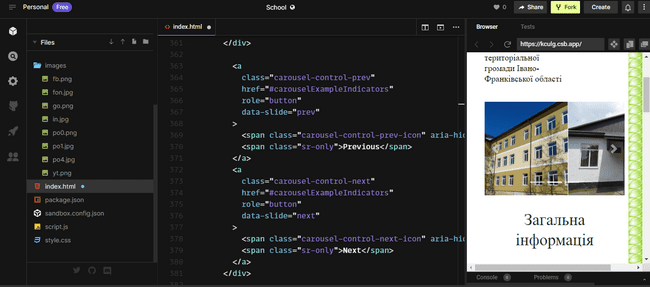 Personal Free
School
0
Share
Fork
Create
Files
images
fb.png
fon.jpg
go.png
in.jpg
po0.png
po1.jpg
po4.jpg
yt.png
index.html
package.json
sandbox.config.json
script.js
style.css
index.html
361 </div>
362
363 <a
364 class="carousel-control-prev"
365 href="#carouselExampleIndicators"
366 role="button"
367 data-slide="prev"
368 >
369 <span class="carousel-control-prev-icon" aria-hid
370 <span class="sr-only">Previous</span>
371 </a>
372 <a
373 class="carousel-control-next"
374 href="#carouselExampleIndicators"
375 role="button"
376 data-slide="next"
377 >
378 <span class="carousel-control-next-icon" aria-hid
379 <span class="sr-only">Next</span>
380 </a>
381 </div>
Browser Tests
https://kculg.csb.app/
територіальної
громади Івано-
Франківської області
Загальна
інформація
Console 0 Problems 0